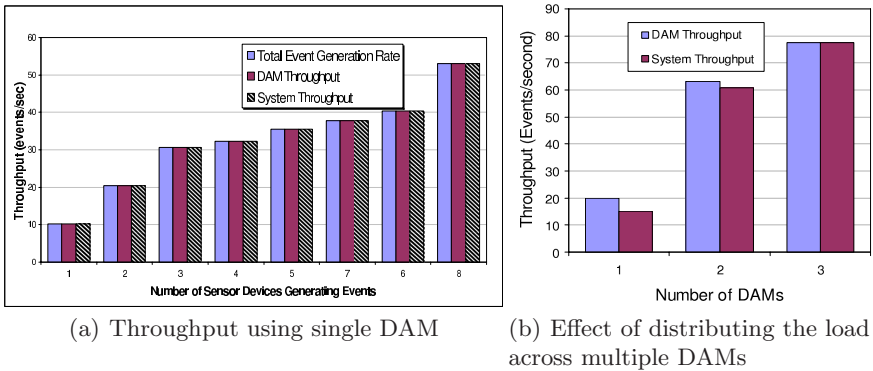 60
50
40
30
20
10
0
Throughput (events/sec)
Total Event Generation Rate
DAM Throughput
System Throughput
1 2 3 4 5 7 6 8
Number of Sensor Devices Generating Events
(a) Throughput using single DAM
90
80
70
60
50
40
30
20
10
0
Throughput (Events/second)
DAM Throughput
System Throughput
1 2 3
Number of DAMs
(b) Effect of distributing the load
across multiple DAMs